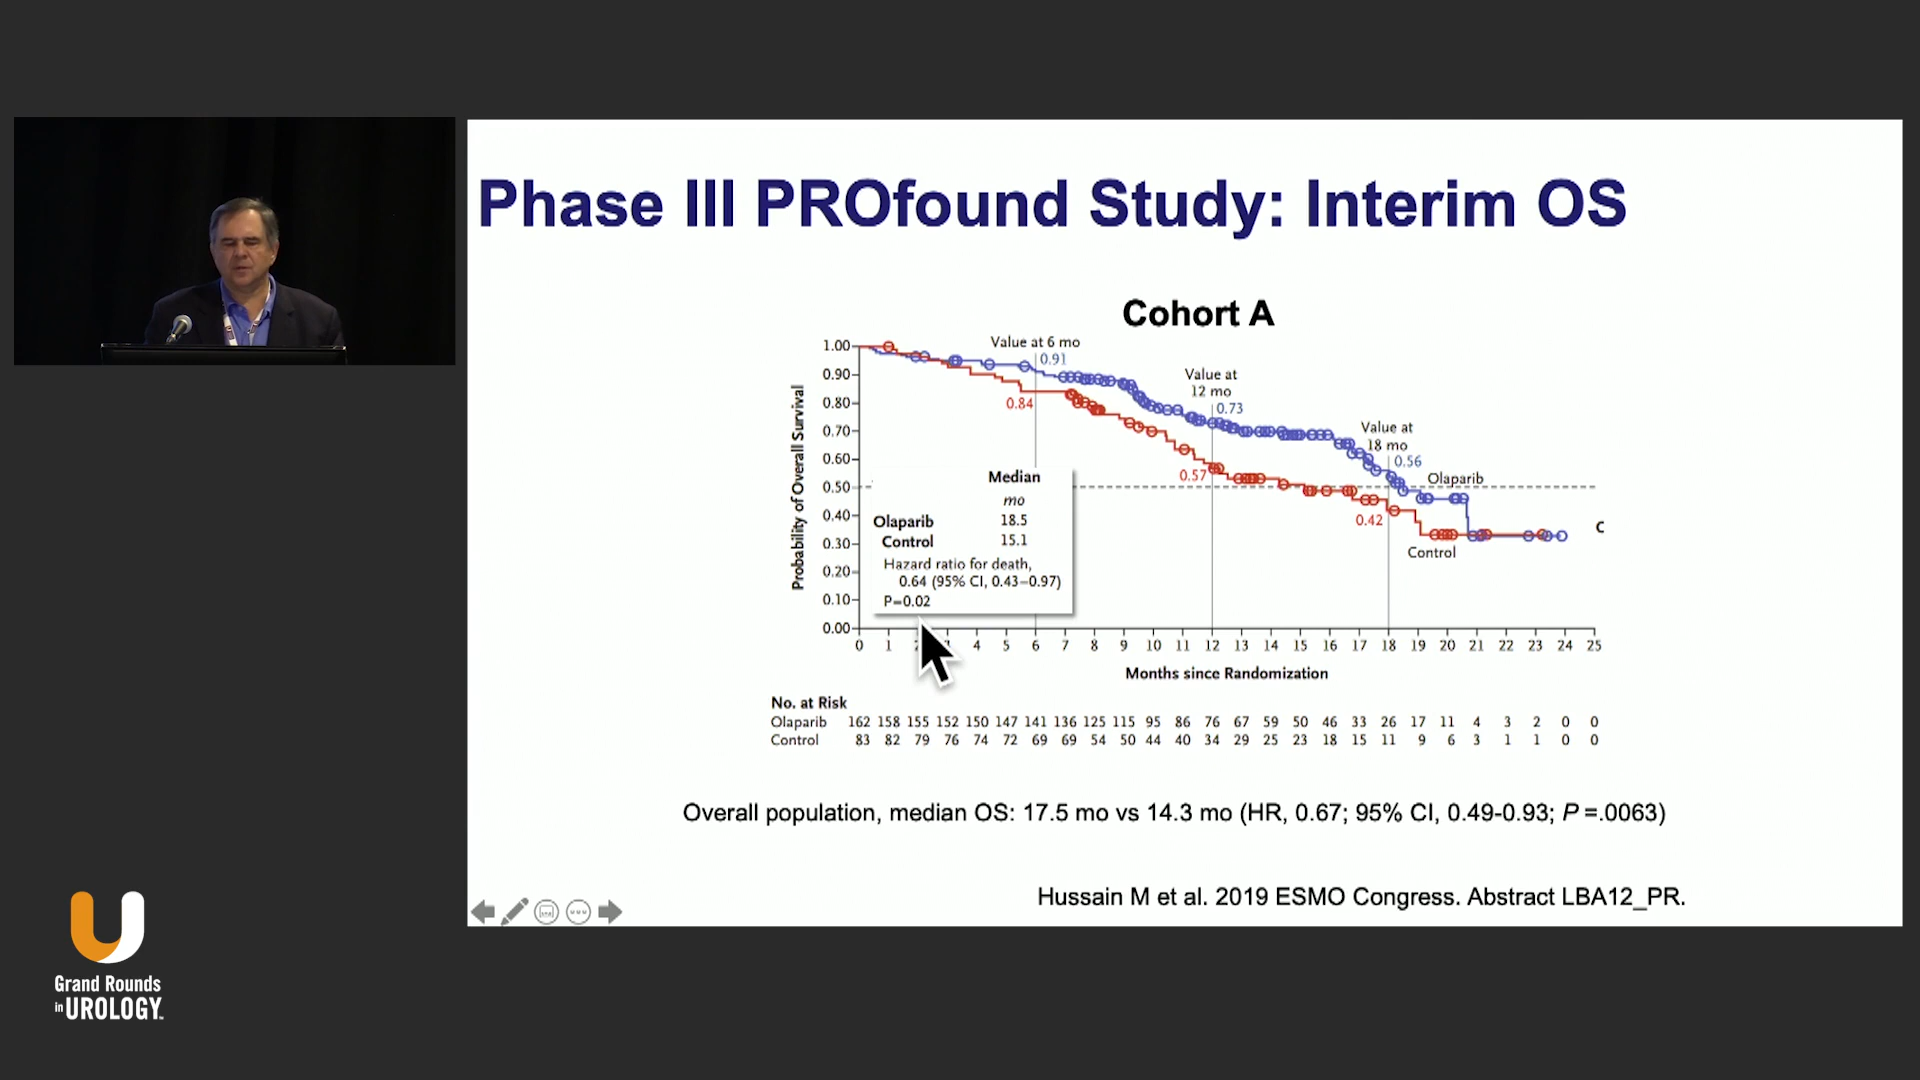 Phase III PROfound Study: Interim OS
Cohort A
Value at 6 mo
0.91
Value at
12 mo
0.73
Value at
18 mo
0.56
0.84
0.57
0.42
Olaparib
Control
Probability of Overall Survival
1.00
0.90
0.80
0.70
0.60
0.50
0.40
0.30
0.20
0.10
0.00
Median
mo
Olaparib 18.5
Control 15.1
Hazard ratio for death,
0.64 (95% CI, 0.43–0.97)
P=0.02
C
0 1 4 5 6 7 8 9 10 11 12 13 14 15 16 17 18 19 20 21 22 23 24 25
Months since Randomization
No. at Risk
Olaparib 162 158 155 152 150 147 141 136 125 115 95 86 76 67 59 50 46 33 26 17 11 4 3 2 0 0
Control 83 82 79 76 74 72 69 69 54 50 44 40 34 29 25 23 18 15 11 9 6 3 1 1 0 0
Overall population, median OS: 17.5 mo vs 14.3 mo (HR, 0.67; 95% CI, 0.49-0.93; P =.0063)
Hussain M et al. 2019 ESMO Congress. Abstract LBA12_PR.
Grand Rounds
in UROLOGY